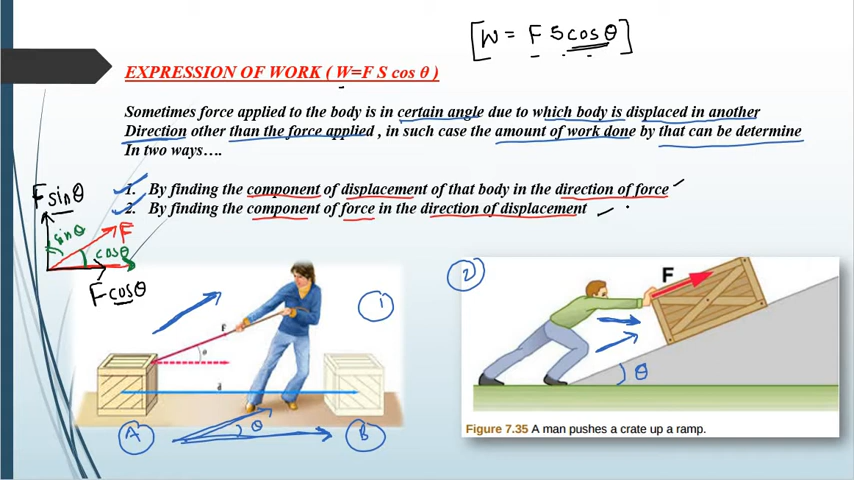 [W = F S cos θ]
EXPRESSION OF WORK ( W=F S cos θ )
Sometimes force applied to the body is in certain angle due to which body is displaced in another
Direction other than the force applied , in such case the amount of work done by that can be determine
In two ways….
1. By finding the component of displacement of that body in the direction of force
2. By finding the component of force in the direction of displacement
F sinθ
F
sinθ
cosθ
F cosθ
1
F
θ
d
A
θ
B
2
F
θ
Figure 7.35 A man pushes a crate up a ramp.